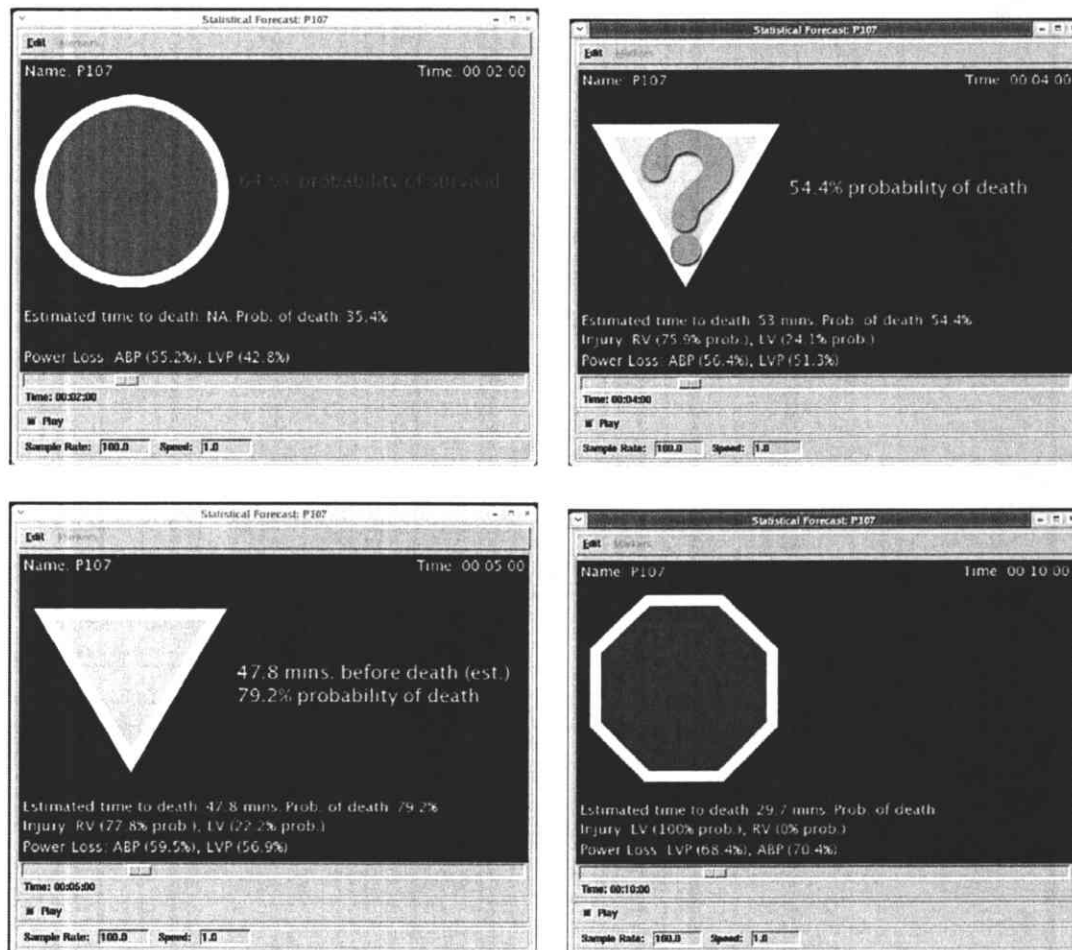 Statistical Forecast: P107
Edit Markers
Name: P107 Time: 00:02:00
probability of survival
Estimated time to death: NA. Prob. of death: 35.4%
Power Loss: ABP (55.2%), LVP (42.8%)
Time: 00:02:00
Play
Sample Rate: 100.0 Speed: 1.0
Statistical Forecast: P107
Edit Markers
Name: P107 Time: 00:04:00
?
54.4% probability of death
Estimated time to death: 53 mins. Prob. of death: 54.4%
Injury: RV (75.9% prob.), LV (24.1% prob.)
Power Loss: ABP (56.4%), LVP (51.3%)
Time: 00:04:00
Play
Sample Rate: 100.0 Speed: 1.0
Statistical Forecast: P107
Edit Markers
Name: P107 Time: 00:05:00
47.8 mins. before death (est.)
79.2% probability of death
Estimated time to death: 47.8 mins. Prob. of death: 79.2%
Injury: RV (77.8% prob.), LV (22.2% prob.)
Power Loss: ABP (59.5%), LVP (56.9%)
Time: 00:05:00
Play
Sample Rate: 100.0 Speed: 1.0
Statistical Forecast: P107
Edit Markers
Name: P107 Time: 00:10:00
Estimated time to death: 29.7 mins. Prob. of death
Injury: LV (100% prob.), RV (0% prob.)
Power Loss: LVP (68.4%), ABP (70.4%)
Time: 00:10:00
Play
Sample Rate: 100.0 Speed: 1.0